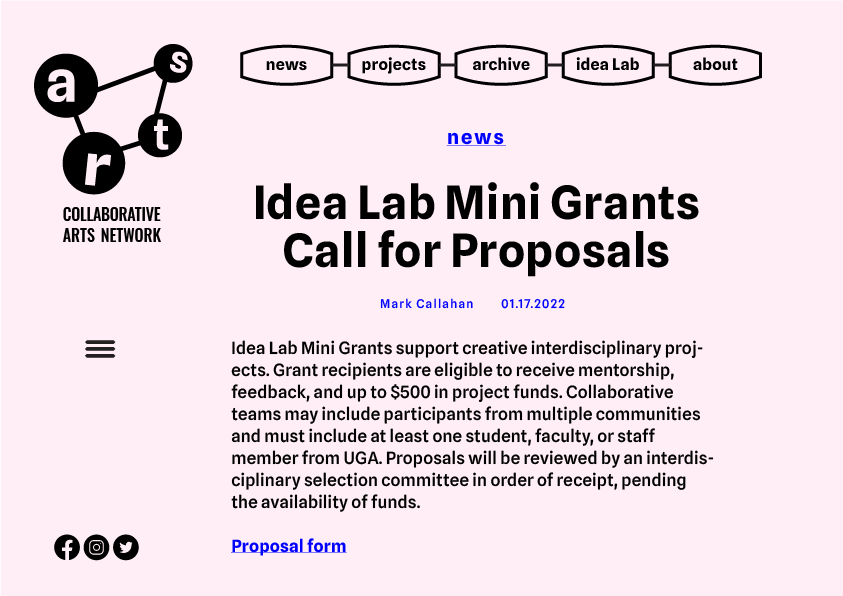 a s
r t
COLLABORATIVE
ARTS NETWORK
news projects archive idea Lab about
news
Idea Lab Mini Grants
Call for Proposals
Mark Callahan 01.17.2022
Idea Lab Mini Grants support creative interdisciplinary proj-
ects. Grant recipients are eligible to receive mentorship,
feedback, and up to $500 in project funds. Collaborative
teams may include participants from multiple communities
and must include at least one student, faculty, or staff
member from UGA. Proposals will be reviewed by an interdis-
ciplinary selection committee in order of receipt, pending
the availability of funds.
Proposal form